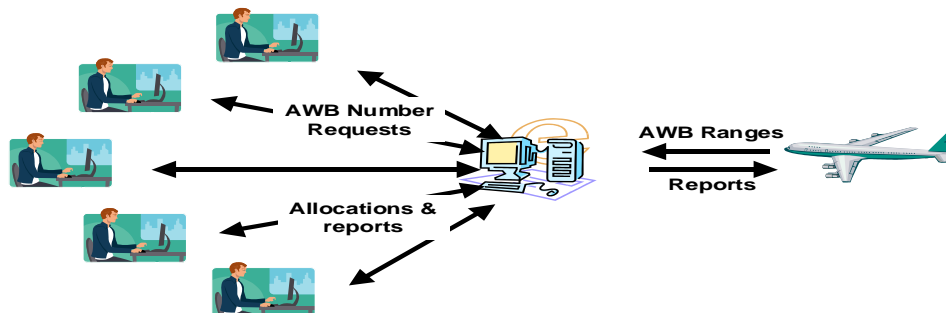 AWB Number
Requests
Allocations &
reports
AWB Ranges
Reports